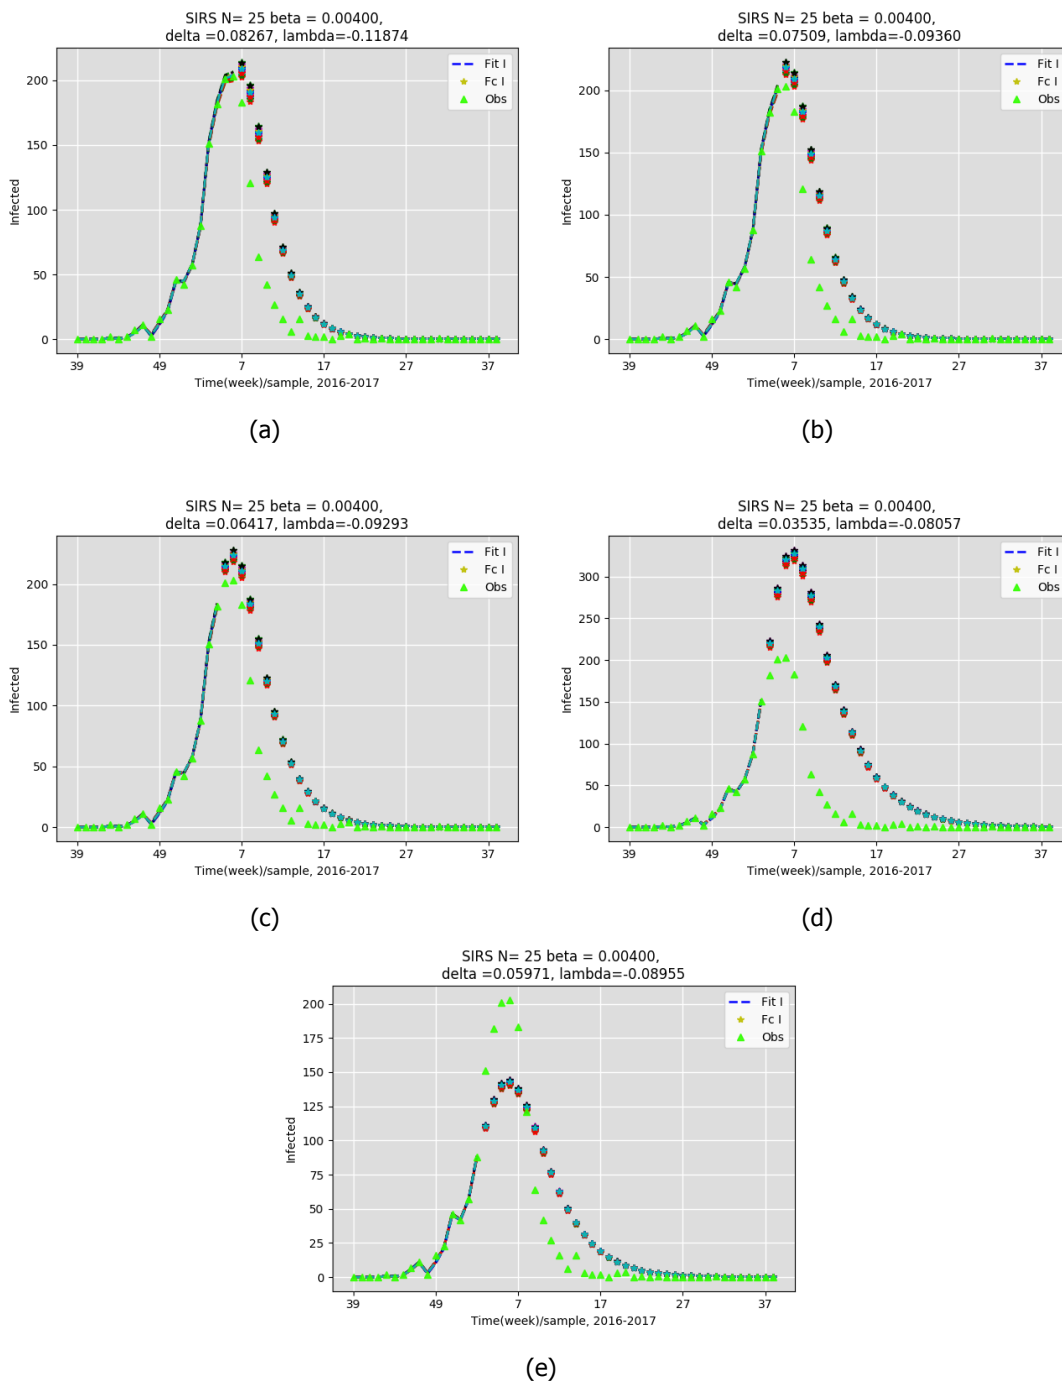 SIRS N= 25 beta = 0.00400,
delta =0.08267, lambda=-0.11874
Fit I
Fc I
Obs
Infected
200
150
100
50
0
39 49 7 17 27 37
Time(week)/sample, 2016-2017
(a)
SIRS N= 25 beta = 0.00400,
delta =0.07509, lambda=-0.09360
Fit I
Fc I
Obs
Infected
200
150
100
50
0
39 49 7 17 27 37
Time(week)/sample, 2016-2017
(b)
SIRS N= 25 beta = 0.00400,
delta =0.06417, lambda=-0.09293
Fit I
Fc I
Obs
Infected
200
150
100
50
0
39 49 7 17 27 37
Time(week)/sample, 2016-2017
(c)
SIRS N= 25 beta = 0.00400,
delta =0.03535, lambda=-0.08057
Fit I
Fc I
Obs
Infected
300
250
200
150
100
50
0
39 49 7 17 27 37
Time(week)/sample, 2016-2017
(d)
SIRS N= 25 beta = 0.00400,
delta =0.05971, lambda=-0.08955
Fit I
Fc I
Obs
Infected
200
175
150
125
100
75
50
25
0
39 49 7 17 27 37
Time(week)/sample, 2016-2017
(e)